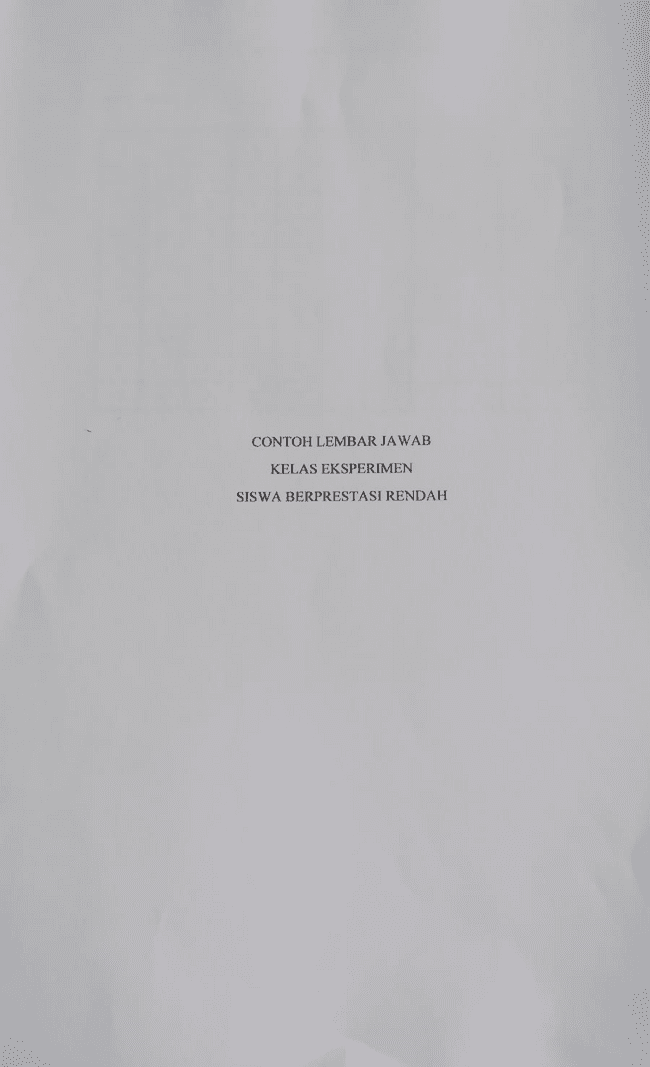 CONTOH LEMBAR JAWAB
KELAS EKSPERIMEN
SISWA BERPRESTASI RENDAH